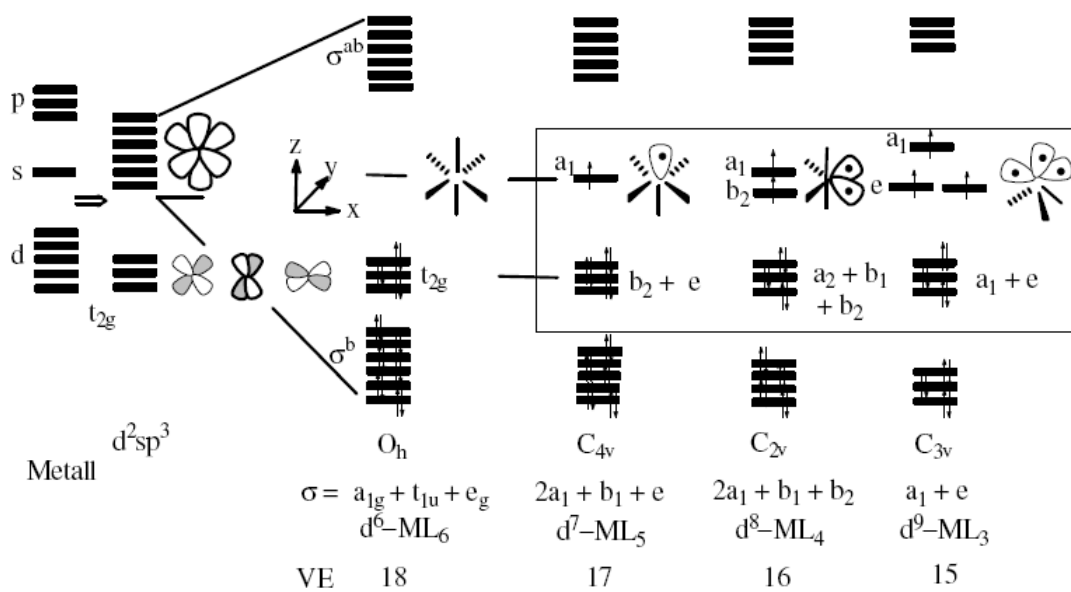 σᵃᵇ
p
s
d
t₂g
z
y
x
t₂g
σᵇ
a₁
b₂ + e
a₁
b₂
a₂ + b₁
+ b₂
a₁
e
a₁ + e
d²sp³
Metall
Oₕ C₄ᵥ C₂ᵥ C₃ᵥ
σ = a₁g + t₁ᵤ + eg 2a₁ + b₁ + e 2a₁ + b₁ + b₂ a₁ + e
d⁶–ML₆ d⁷–ML₅ d⁸–ML₄ d⁹–ML₃
VE 18 17 16 15